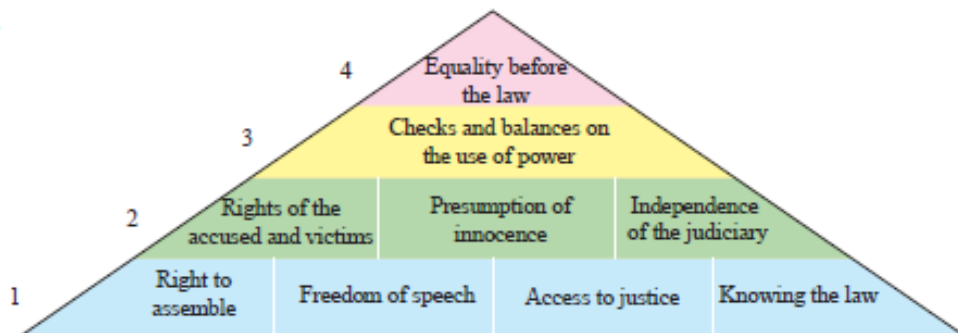 4
Equality before
the law
3
Checks and balances on
the use of power
2
Rights of the
accused and victims
Presumption of
innocence
Independence
of the judiciary
1
Right to
assemble
Freedom of speech
Access to justice
Knowing the law